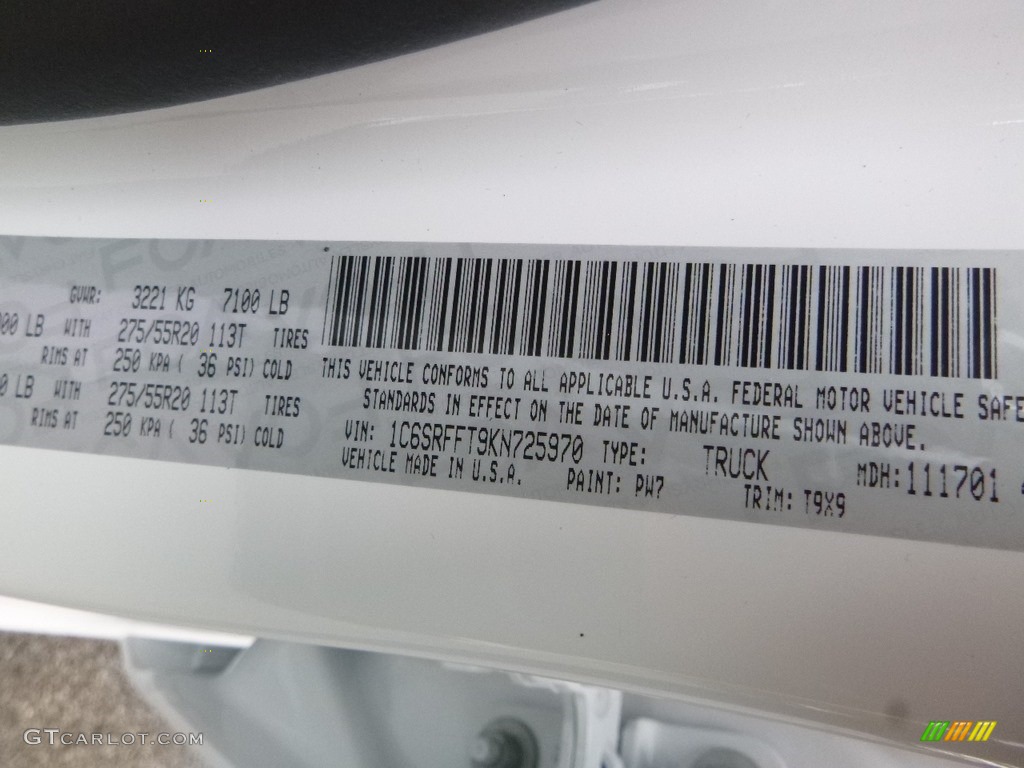 GVWR: 3221 KG 7100 LB
00 LB WITH 275/55R20 113T TIRES
RIMS AT 250 KPA ( 36 PSI) COLD
0 LB WITH 275/55R20 113T TIRES
RIMS AT 250 KPA ( 36 PSI) COLD
THIS VEHICLE CONFORMS TO ALL APPLICABLE U.S.A. FEDERAL MOTOR VEHICLE SAFE
STANDARDS IN EFFECT ON THE DATE OF MANUFACTURE SHOWN ABOVE.
VIN: 1C6SRFFT9KN725970 TYPE: TRUCK MDH:111701
VEHICLE MADE IN U.S.A. PAINT: PW7 TRIM: T9X9
GTCARLOT.COM